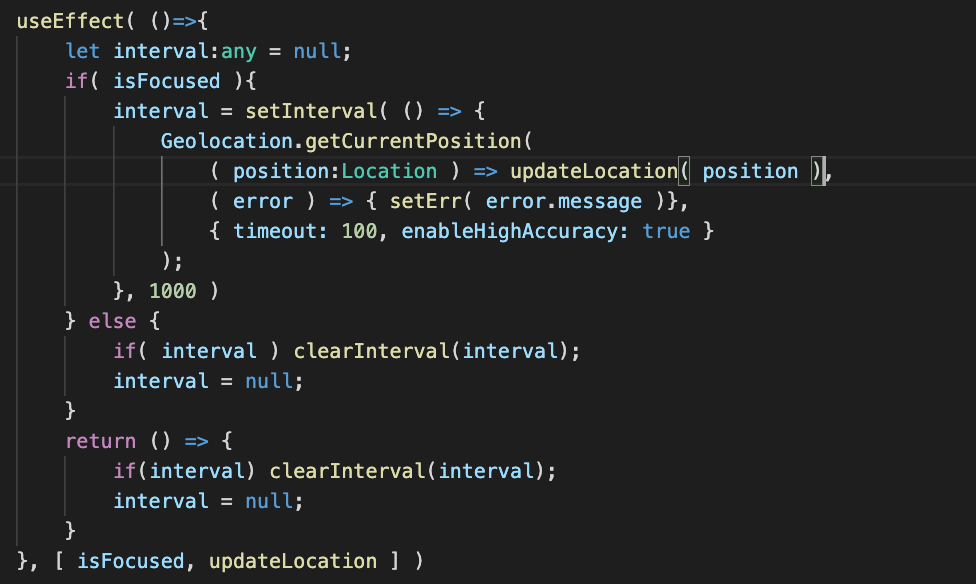 useEffect( ()=>{
let interval:any = null;
if( isFocused ){
interval = setInterval( () => {
Geolocation.getCurrentPosition(
( position:Location ) => updateLocation( position ),
( error ) => { setErr( error.message )},
{ timeout: 100, enableHighAccuracy: true }
);
}, 1000 )
} else {
if( interval ) clearInterval(interval);
interval = null;
}
return () => {
if(interval) clearInterval(interval);
interval = null;
}
}, [ isFocused, updateLocation ] )